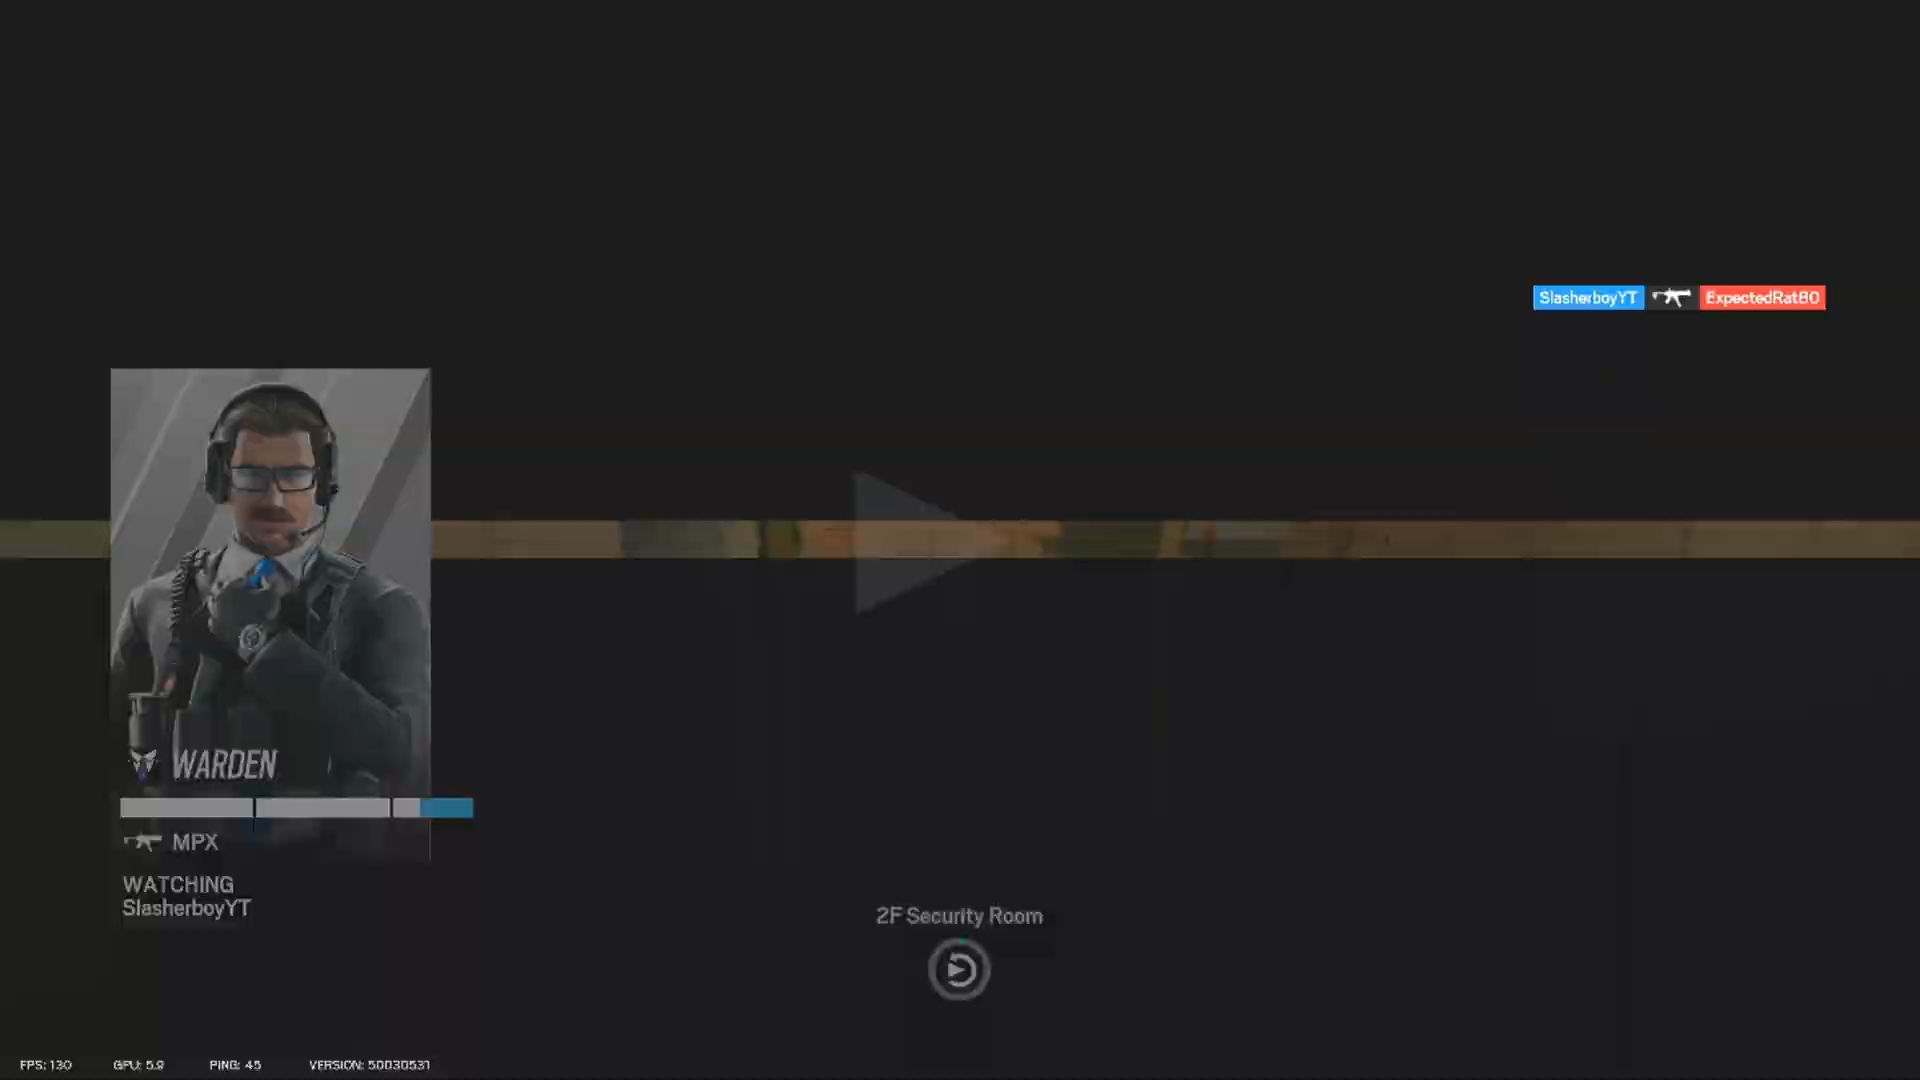 SlasherboyYT ExpectedRat80
WARDEN
MPX
WATCHING
SlasherboyYT
2F Security Room
FPS: 130 GPU: 5.9 PING: 45 VERSION: 50030531